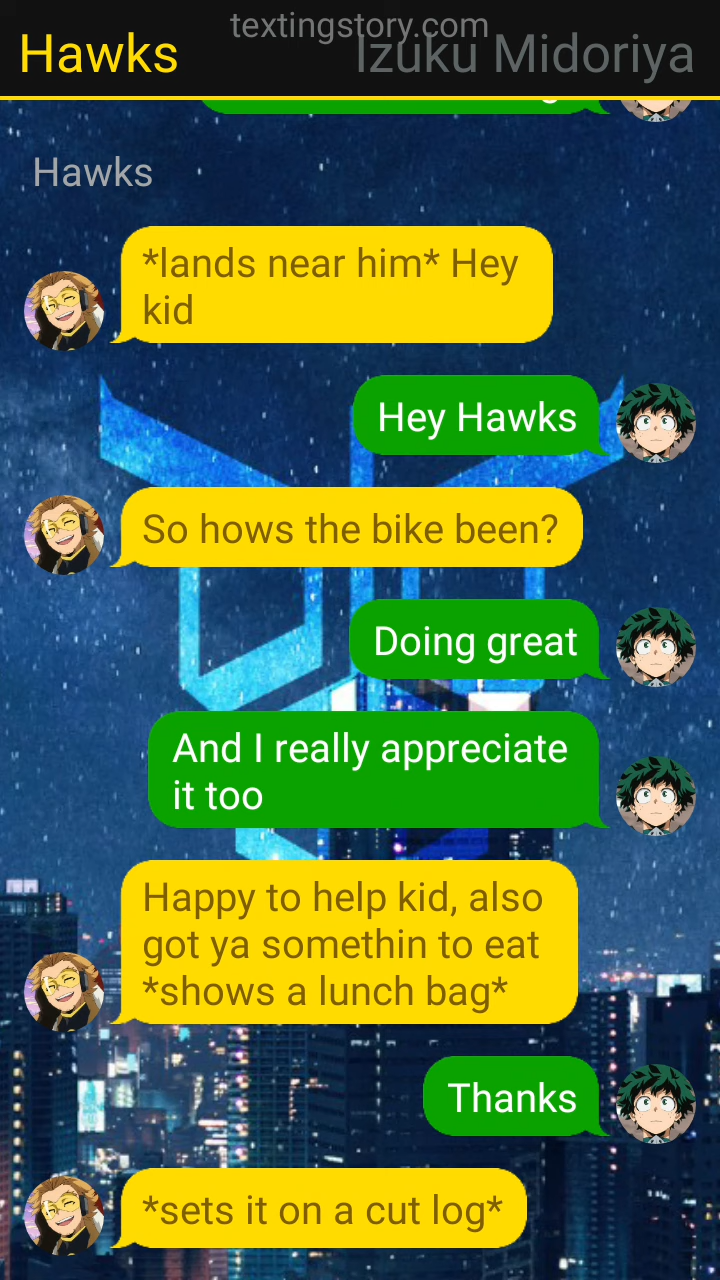 textingstory.com
Hawks
Izuku Midoriya
Hawks
*lands near him* Hey
kid
Hey Hawks
So hows the bike been?
Doing great
And I really appreciate
it too
Happy to help kid, also
got ya somethin to eat
*shows a lunch bag*
Thanks
*sets it on a cut log*